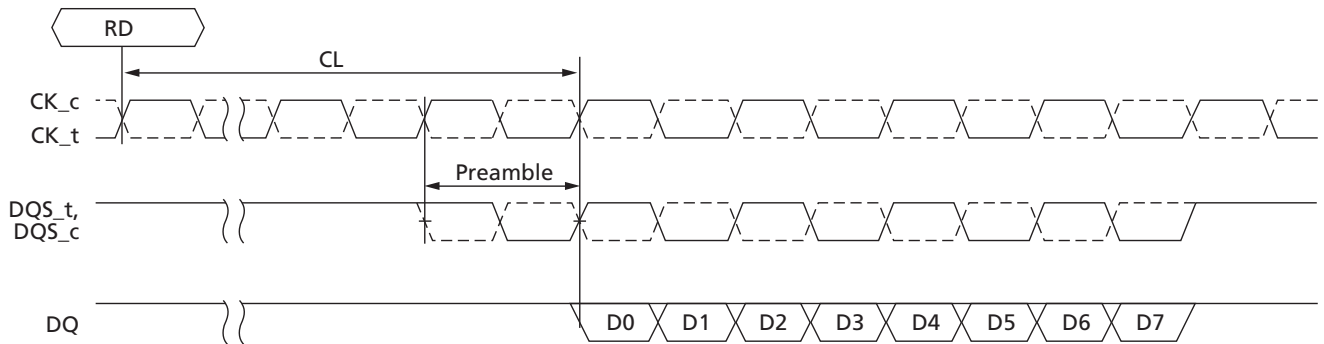 RD
CL
CK_c
CK_t
Preamble
DQS_t,
DQS_c
DQ
D0 D1 D2 D3 D4 D5 D6 D7